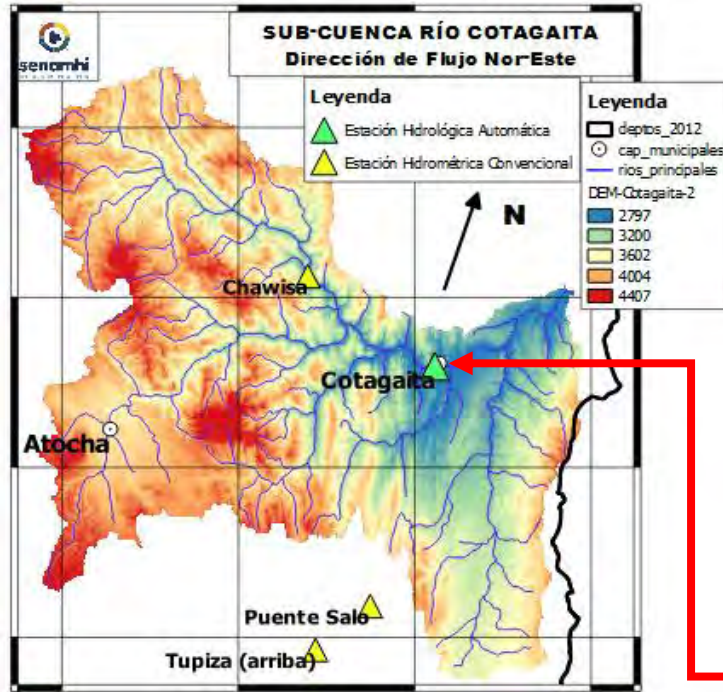 senamhi
SUB-CUENCA RÍO COTAGAITA
Dirección de Flujo Nor-Este
Leyenda
Estación Hidrológica Automática
Estación Hidrométrica Convencional
Leyenda
deptos_2012
cap_municipales
rios_principales
DEM-Cotagaita-2
2797
3200
3602
4004
4407
N
Chawisa
Cotagaita
Atocha
Puente Salo
Tupiza (arriba)